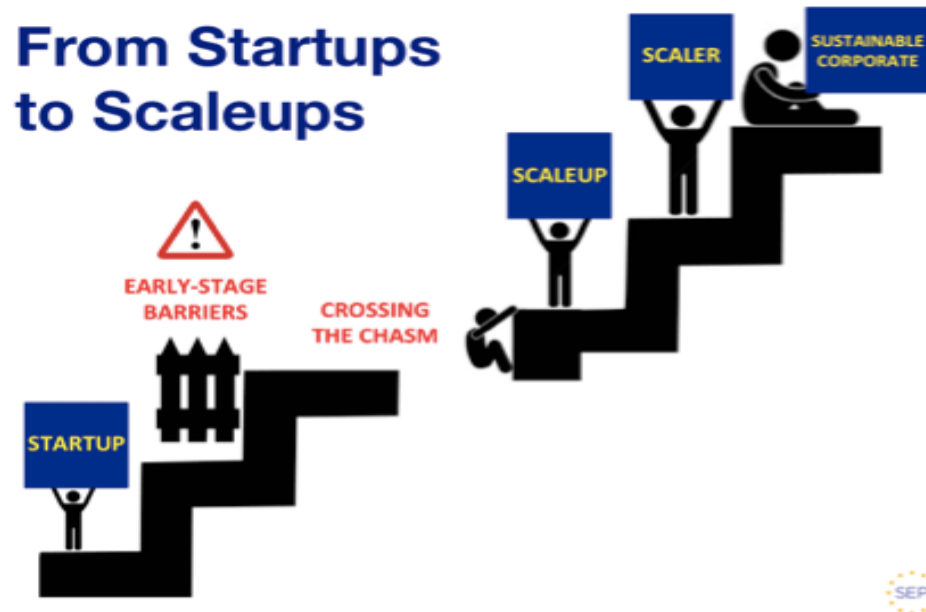 From Startups
to Scaleups
SCALER
SUSTAINABLE
CORPORATE
SCALEUP
!
EARLY-STAGE
BARRIERS
CROSSING
THE CHASM
STARTUP
SEP